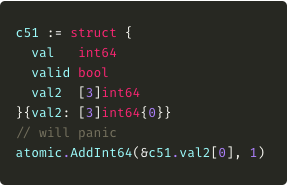 c51 := struct {
  val   int64
  valid bool
  val2  [3]int64
}{val2: [3]int64{0}}
// will panic
atomic.AddInt64(&c51.val2[0], 1)